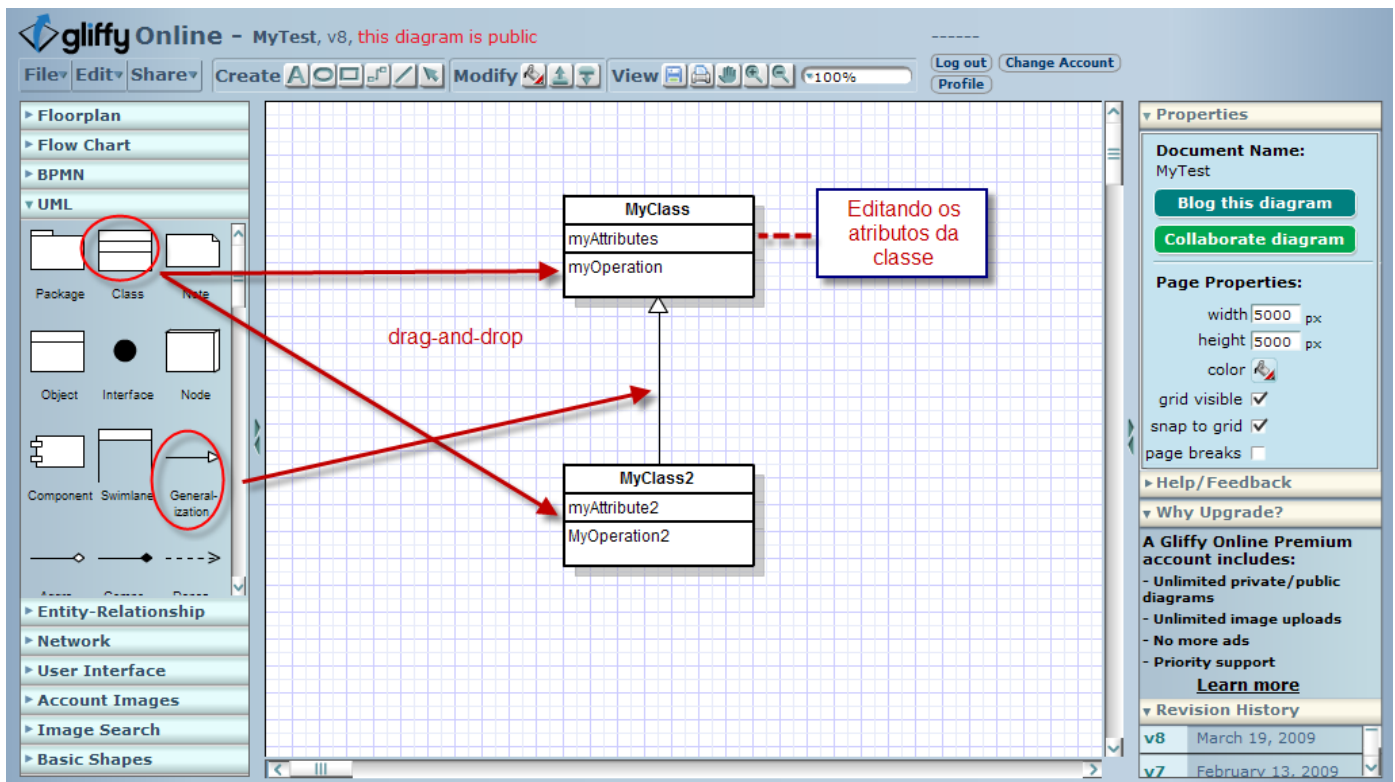 gliffy Online - MyTest, v8, this diagram is public
------
File Edit Share Create A Modify View 100%
Log out Change Account
Profile
Floorplan
Flow Chart
BPMN
UML
Package Class Note
Object Interface Node
Component Swimlane General-
ization
Entity-Relationship
Network
User Interface
Account Images
Image Search
Basic Shapes
MyClass
myAttributes
myOperation
Editando os
atributos da
classe
drag-and-drop
MyClass2
myAttribute2
MyOperation2
Properties
Document Name:
MyTest
Blog this diagram
Collaborate diagram
Page Properties:
width 5000 px
height 5000 px
color
grid visible
snap to grid
page breaks
Help/Feedback
Why Upgrade?
A Gliffy Online Premium
account includes:
- Unlimited private/public
diagrams
- Unlimited image uploads
- No more ads
- Priority support
Learn more
Revision History
v8 March 19, 2009
v7 February 13, 2009